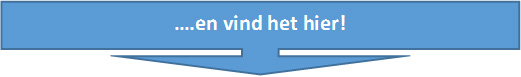 ....en vind het hier!